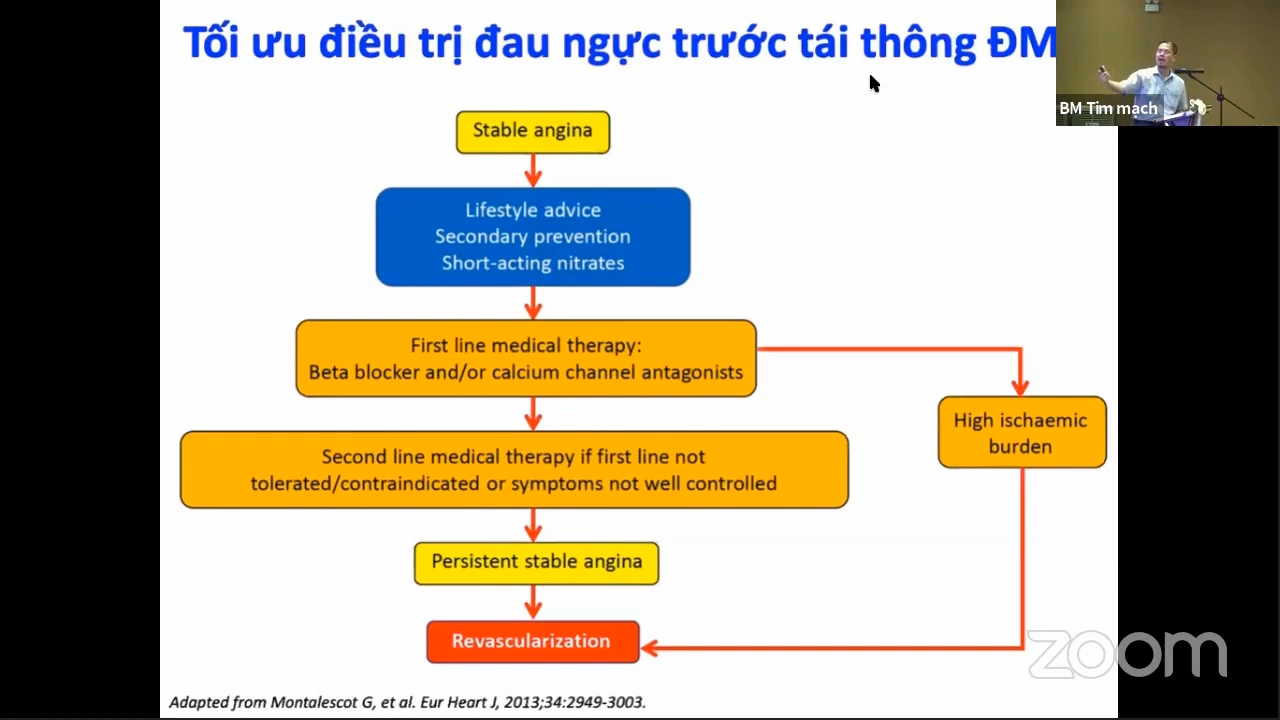 Tối ưu điều trị đau ngực trước tái thông ĐM
BM Tim mach
Stable angina
Lifestyle advice
Secondary prevention
Short-acting nitrates
First line medical therapy:
Beta blocker and/or calcium channel antagonists
High ischaemic
burden
Second line medical therapy if first line not
tolerated/contraindicated or symptoms not well controlled
Persistent stable angina
Revascularization
zoom
Adapted from Montalescot G, et al. Eur Heart J, 2013;34:2949-3003.